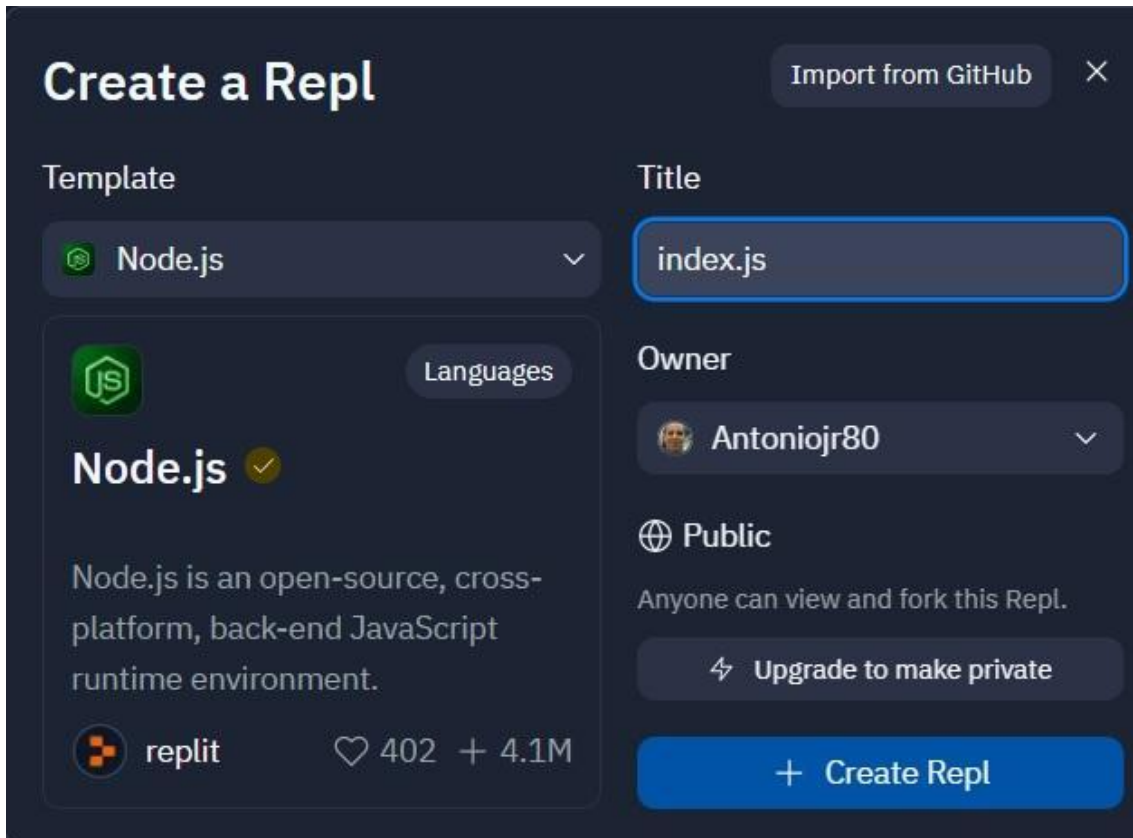 Create a Repl
Import from GitHub
Template
Node.js
JS
Languages
Node.js
Node.js is an open-source, cross-
platform, back-end JavaScript
runtime environment.
replit
402
4.1M
Title
index.js
Owner
Antoniojr80
Public
Anyone can view and fork this Repl.
Upgrade to make private
+ Create Repl